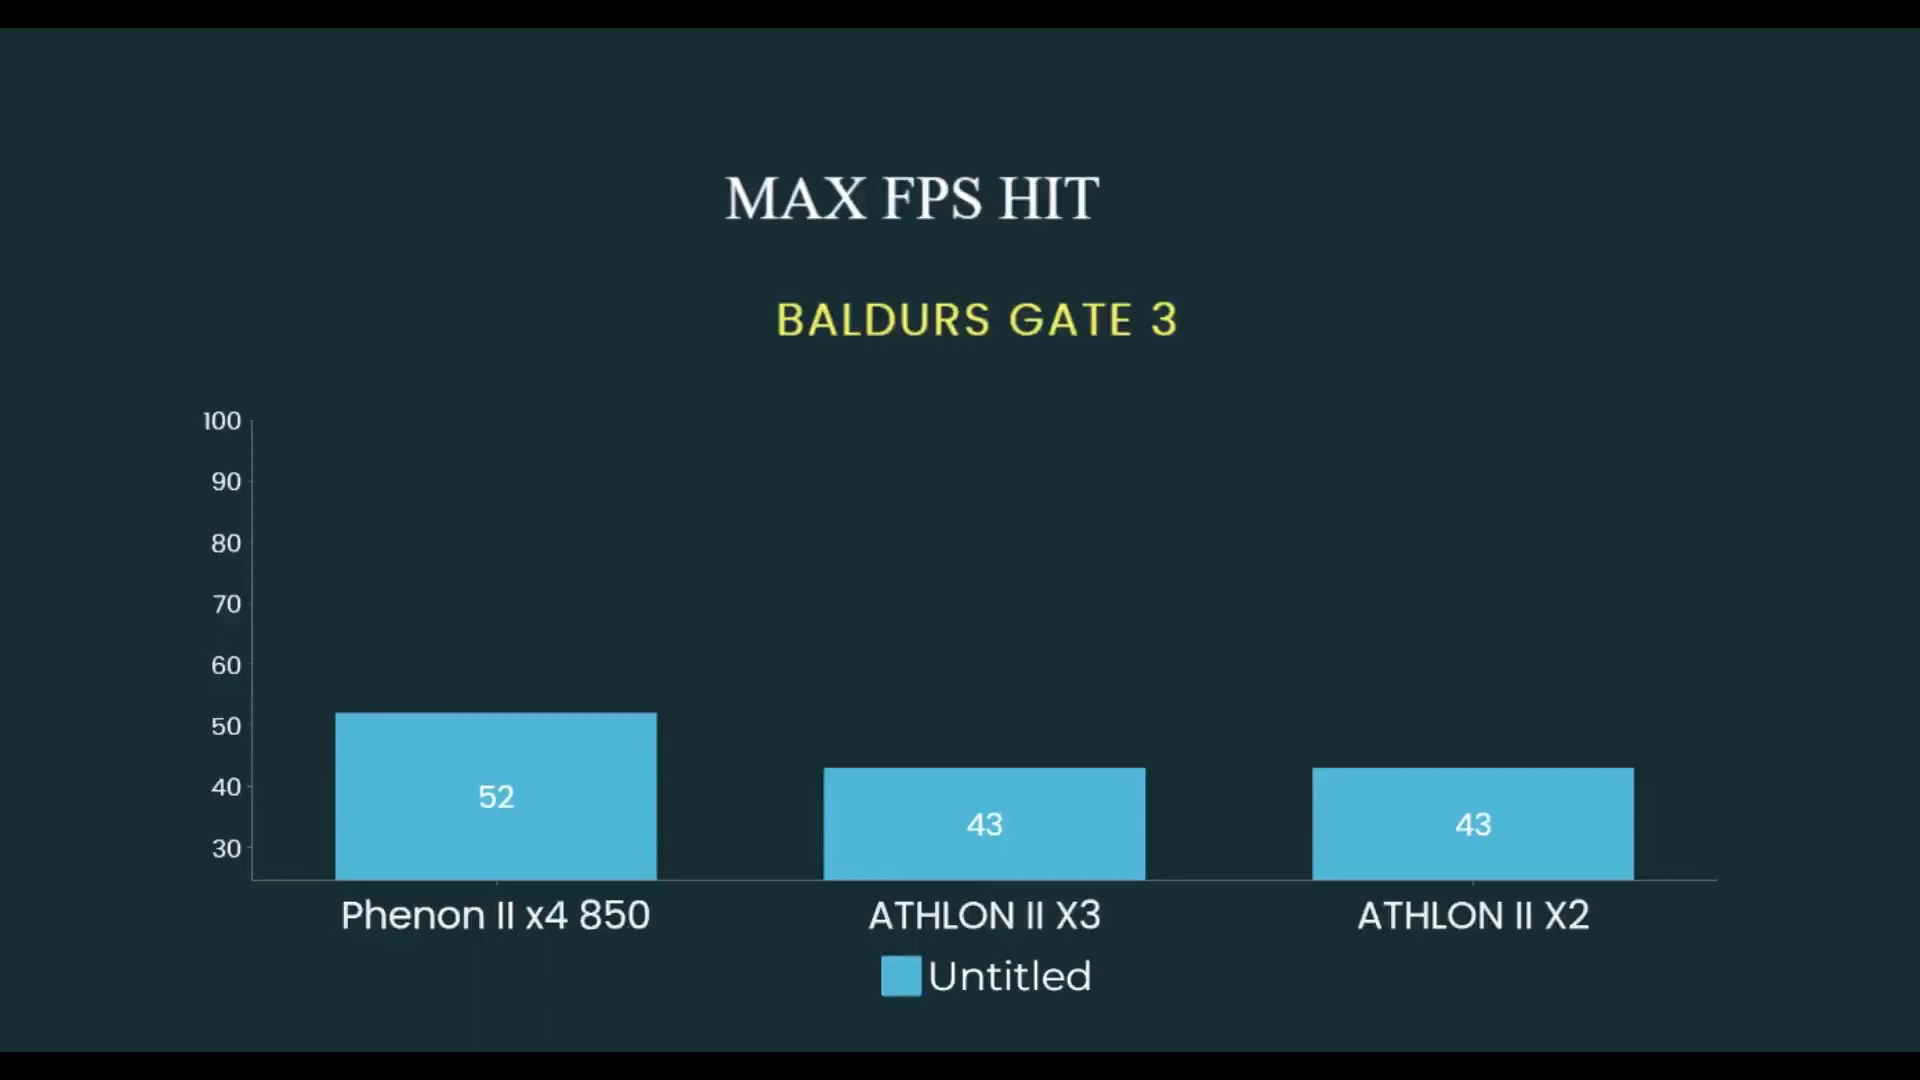 MAX FPS HIT
BALDURS GATE 3
100
90
80
70
60
50
40
30
52
43
43
Phenon II x4 850
ATHLON II X3
ATHLON II X2
Untitled